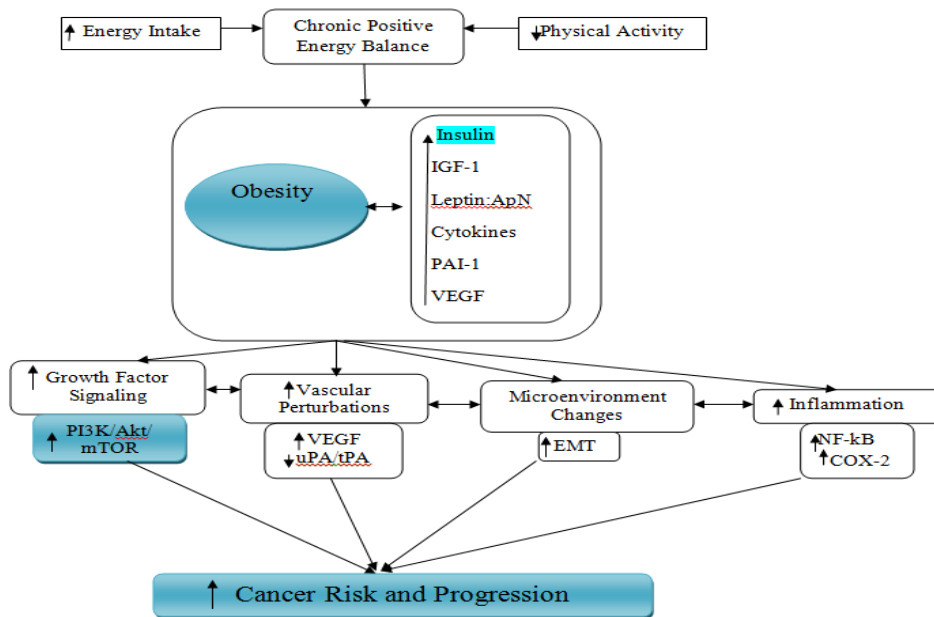 Energy Intake
Chronic Positive
Energy Balance
Physical Activity
Obesity
Insulin
IGF-1
Leptin:ApN
Cytokines
PAI-1
VEGF
Growth Factor
Signaling
PI3K/Akt/
mTOR
Vascular
Perturbations
VEGF
uPA/tPA
Microenvironment
Changes
EMT
Inflammation
NF-kB
COX-2
Cancer Risk and Progression